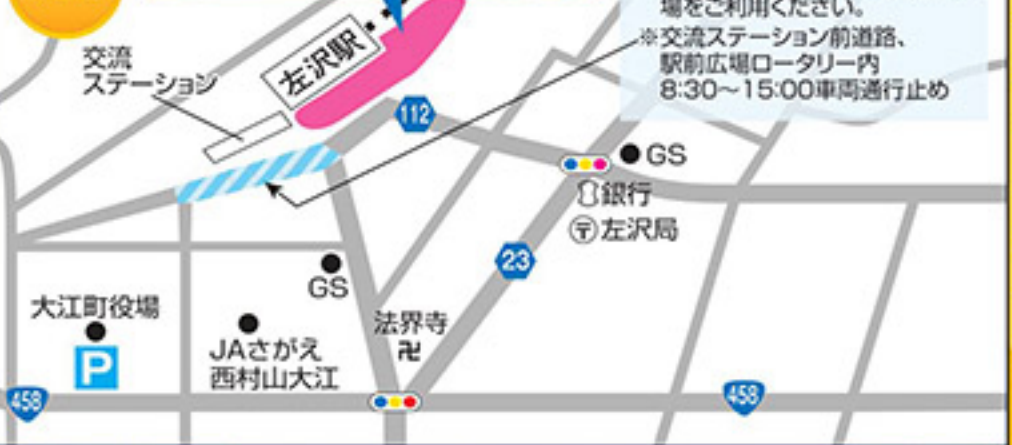 場をご利用ください。
※交流ステーション前道路、
駅前広場ロータリー内
8:30～15:00車両通行止め
交流
ステーション
左沢駅
112
GS
銀行
〒左沢局
23
GS
大江町役場
P
JAさがえ
西村山大江
法界寺
卍
458
458